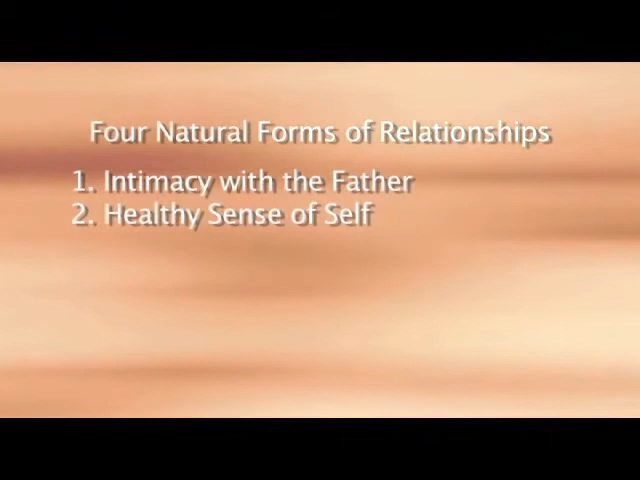 Four Natural Forms of Relationships
1. Intimacy with the Father
2. Healthy Sense of Self